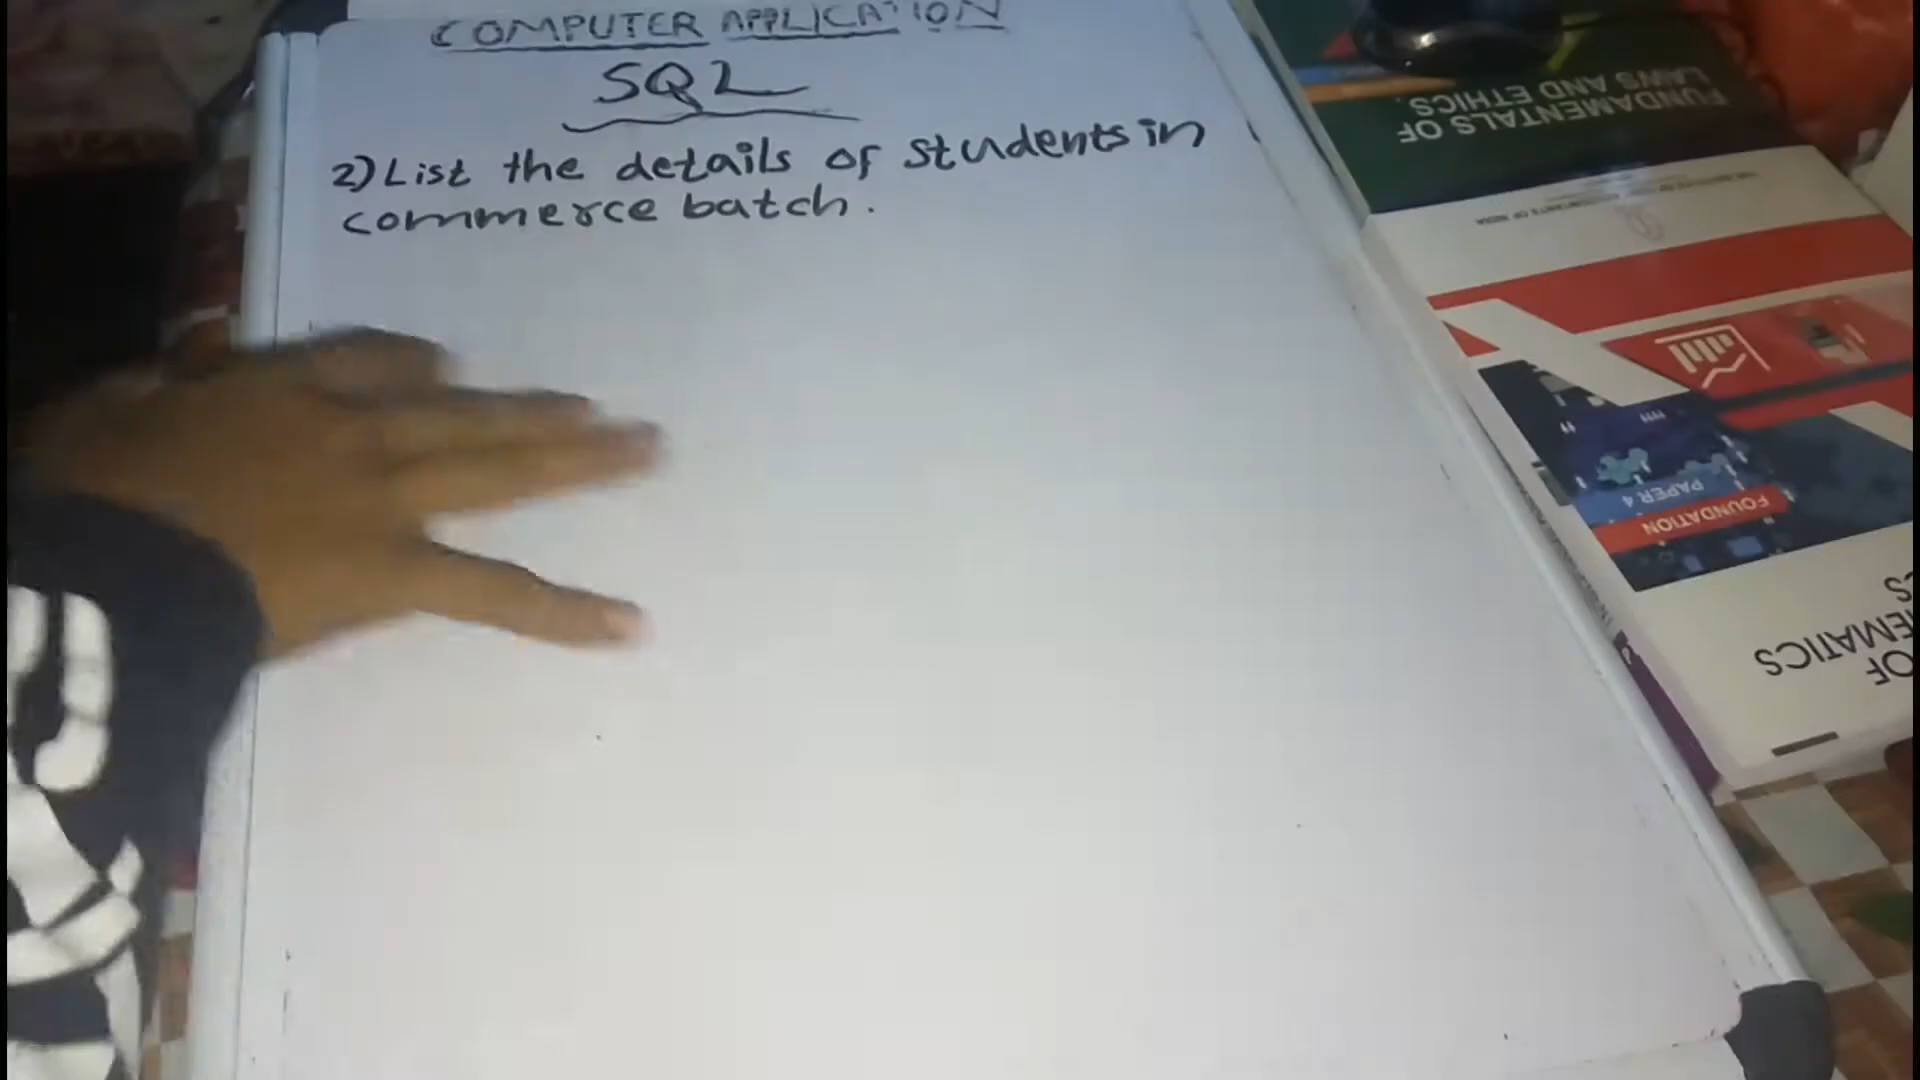 COMPUTER APPLICATION
SQL
2) List the details of students in
commerce batch.
FUNDAMENTALS OF
LAWS AND ETHICS
FOUNDATION
PAPER 4
OF
EMATICS